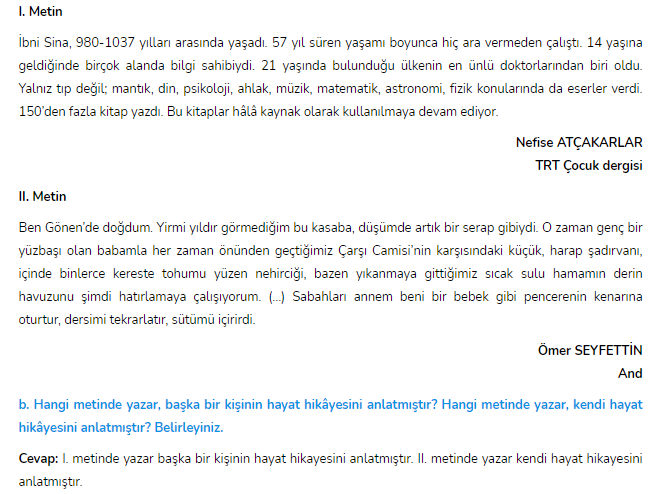 I. Metin
İbni Sina, 980-1037 yılları arasında yaşadı. 57 yıl süren yaşamı boyunca hiç ara vermeden çalıştı. 14 yaşına
geldiğinde birçok alanda bilgi sahibiydi. 21 yaşında bulunduğu ülkenin en ünlü doktorlarından biri oldu.
Yalnız tıp değil; mantık, din, psikoloji, ahlak, müzik, matematik, astronomi, fizik konularında da eserler verdi.
150’den fazla kitap yazdı. Bu kitaplar hâlâ kaynak olarak kullanılmaya devam ediyor.
Nefise ATÇAKARLAR
TRT Çocuk dergisi
II. Metin
Ben Gönen’de doğdum. Yirmi yıldır görmediğim bu kasaba, düşümde artık bir serap gibiydi. O zaman genç bir
yüzbaşı olan babamla her zaman önünden geçtiğimiz Çarşı Camisi’nin karşısındaki küçük, harap şadırvanı,
içinde binlerce kereste tohumu yüzen nehirciği, bazen yıkanmaya gittiğimiz sıcak sulu hamamın derin
havuzunu şimdi hatırlamaya çalışıyorum. (…) Sabahları annem beni bir bebek gibi pencerenin kenarına
oturtur, dersimi tekrarlatır, sütümü içirirdi.
Ömer SEYFETTİN
And
b. Hangi metinde yazar, başka bir kişinin hayat hikâyesini anlatmıştır? Hangi metinde yazar, kendi hayat
hikâyesini anlatmıştır? Belirleyiniz.
Cevap: I. metinde yazar başka bir kişinin hayat hikayesini anlatmıştır. II. metinde yazar kendi hayat hikayesini
anlatmıştır.